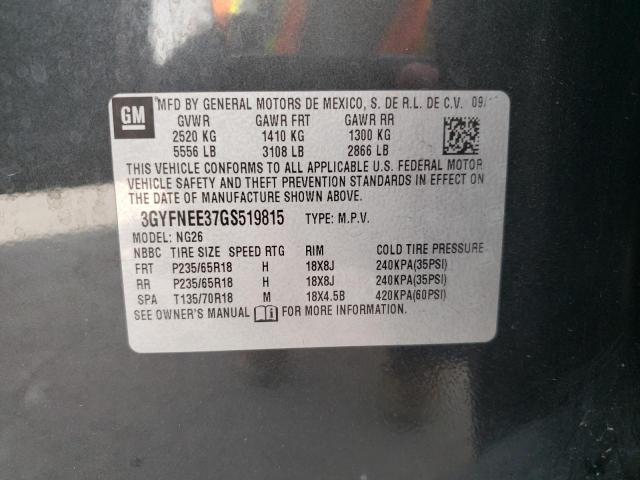 GM
MFD BY GENERAL MOTORS DE MEXICO, S. DE R.L. DE C.V. 09/
GVWR GAWR FRT GAWR RR
2520 KG 1410 KG 1300 KG
5556 LB 3108 LB 2866 LB
THIS VEHICLE CONFORMS TO ALL APPLICABLE U.S. FEDERAL MOTOR
VEHICLE SAFETY AND THEFT PREVENTION STANDARDS IN EFFECT ON
THE DATE OF MANUFACTURE SHOWN ABOVE.
3GYFNEE37GS519815 TYPE: M.P.V.
MODEL: NG26
NBBC TIRE SIZE SPEED RTG RIM COLD TIRE PRESSURE
FRT P235/65R18 H 18X8J 240KPA(35PSI)
RR P235/65R18 H 18X8J 240KPA(35PSI)
SPA T135/70R18 M 18X4.5B 420KPA(60PSI)
SEE OWNER'S MANUAL FOR MORE INFORMATION.